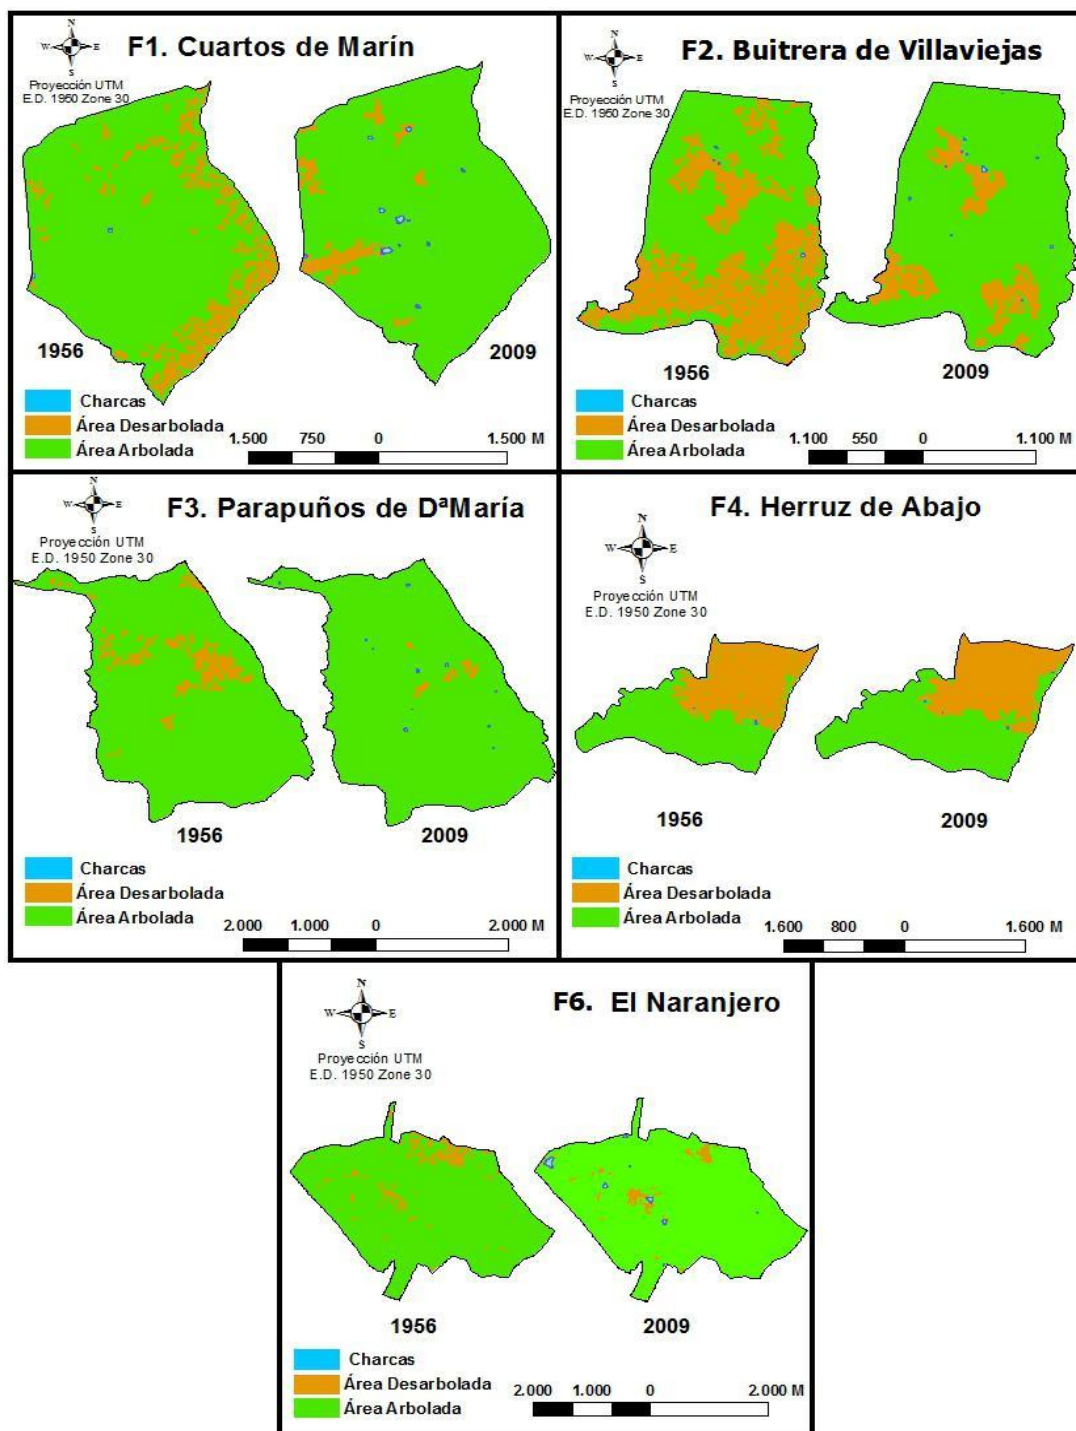 F1. Cuartos de Marín
N
W E
S
Proyección UTM
E.D. 1950 Zone 30
1956
2009
Charcas
Área Desarbolada
Área Arbolada
1.500 750 0 1.500 M
F2. Buitrera de Villaviejas
N
W E
S
Proyección UTM
E.D. 1950 Zone 30
1956
2009
Charcas
Área Desarbolada
Área Arbolada
1.100 550 0 1.100 M
F3. Parapuños de DªMaría
N
W E
S
Proyección UTM
E.D. 1950 Zone 30
1956
2009
Charcas
Área Desarbolada
Área Arbolada
2.000 1.000 0 2.000 M
F4. Herruz de Abajo
N
W E
S
Proyección UTM
E.D. 1950 Zone 30
1956
2009
Charcas
Área Desarbolada
Área Arbolada
1.600 800 0 1.600 M
F6. El Naranjero
N
W E
S
Proyección UTM
E.D. 1950 Zone 30
1956
2009
Charcas
Área Desarbolada
Área Arbolada
2.000 1.000 0 2.000 M